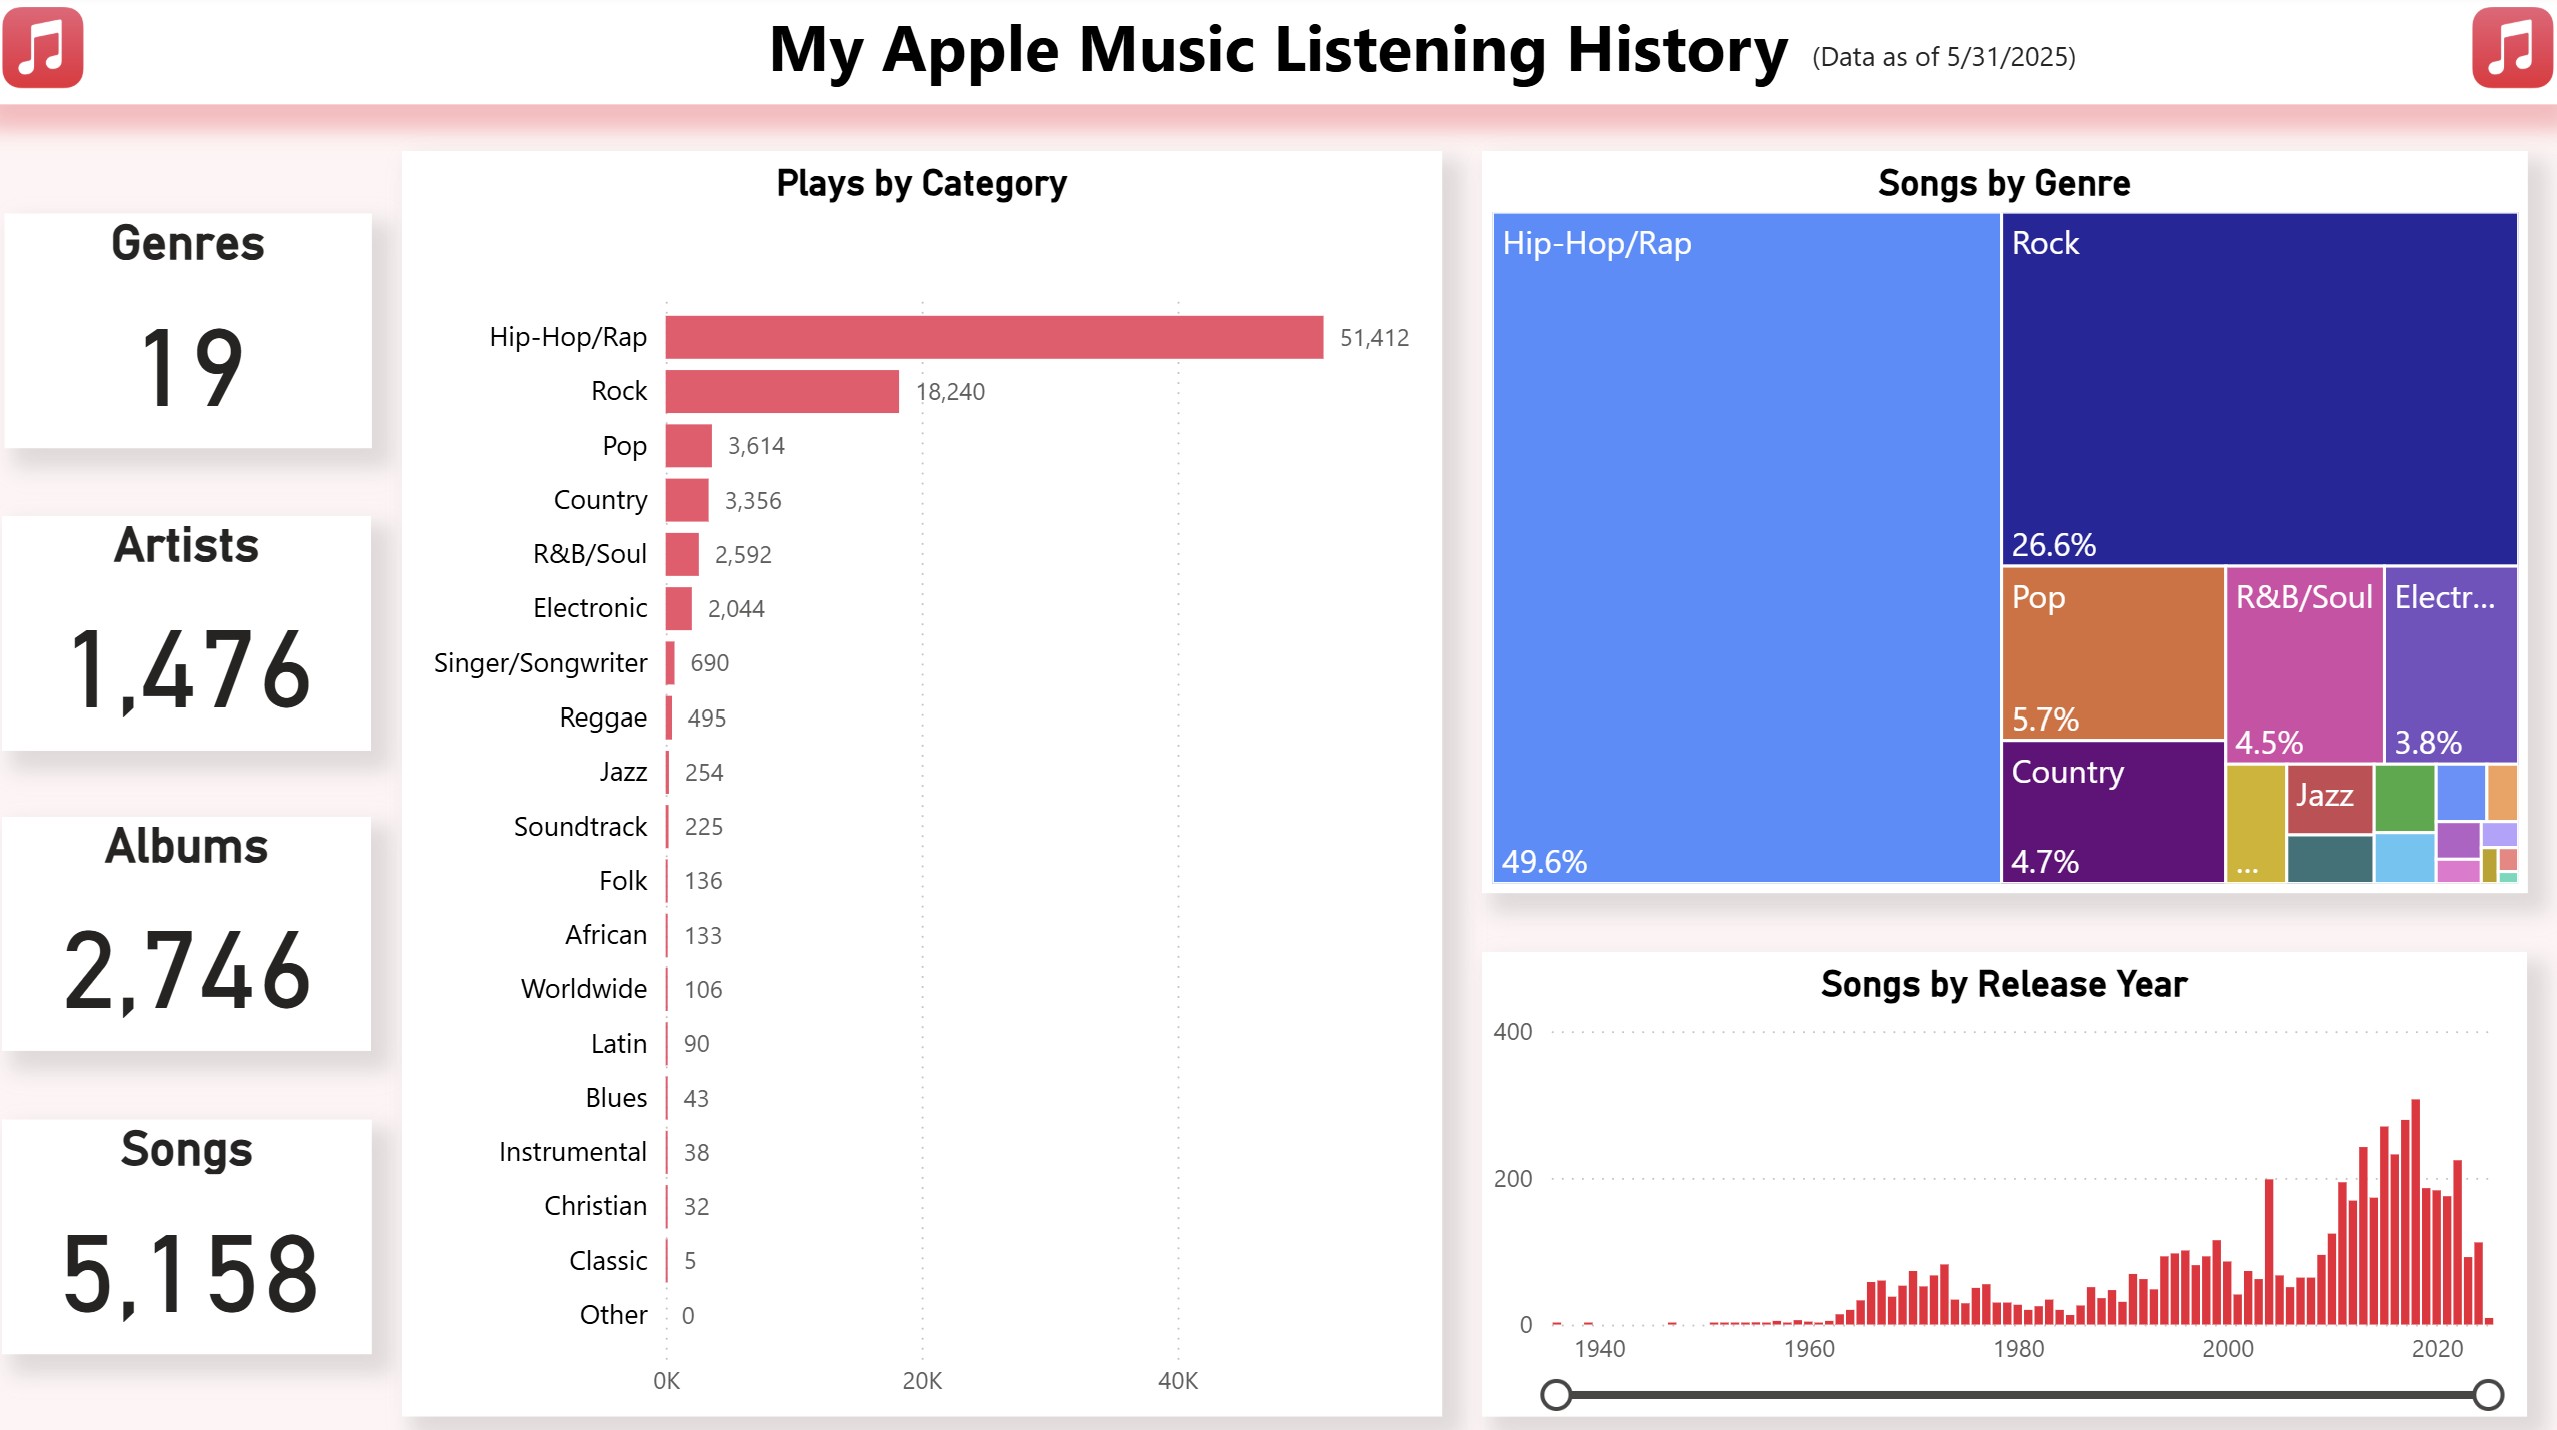 My Apple Music Listening History (Data as of 5/31/2025)
Genres
19
Artists
1,476
Albums
2,746
Songs
5,158
Plays by Category
Hip-Hop/Rap 51,412
Rock 18,240
Pop 3,614
Country 3,356
R&B/Soul 2,592
Electronic 2,044
Singer/Songwriter 690
Reggae 495
Jazz 254
Soundtrack 225
Folk 136
African 133
Worldwide 106
Latin 90
Blues 43
Instrumental 38
Christian 32
Classic 5
Other 0
0K 20K 40K
Songs by Genre
Hip-Hop/Rap
49.6%
Rock
26.6%
Pop
5.7%
Country
4.7%
R&B/Soul
4.5%
Electr...
3.8%
...
Jazz
Songs by Release Year
400
200
0
1940 1960 1980 2000 2020